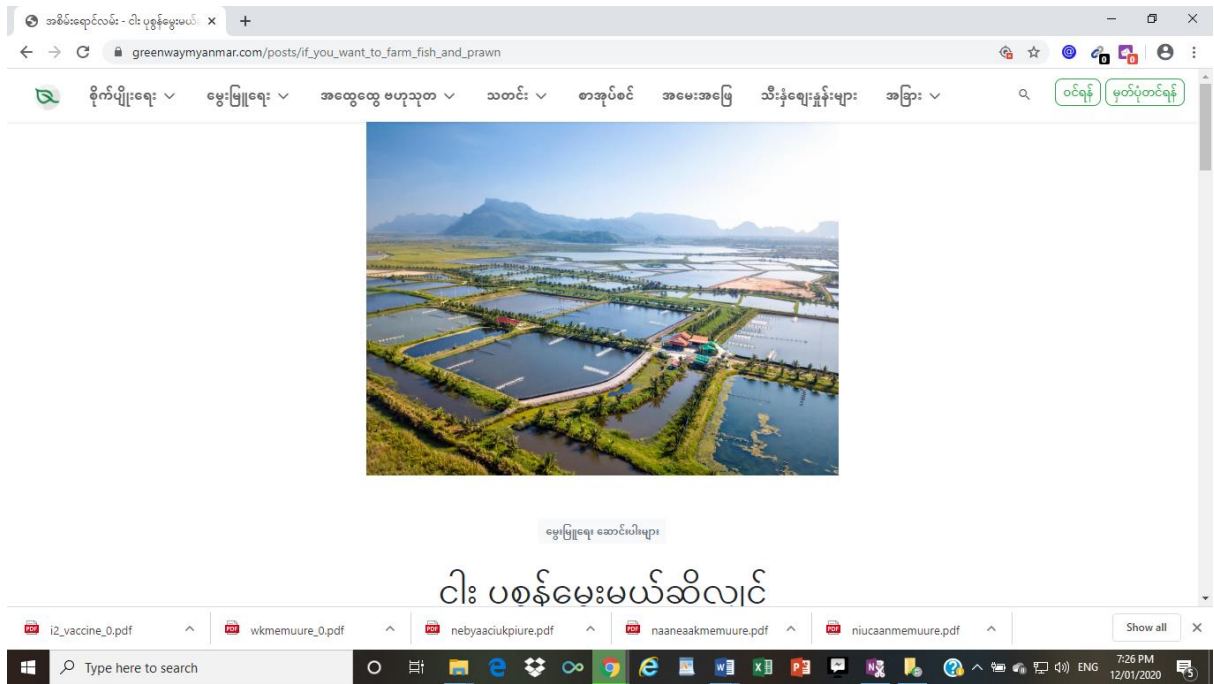 အစိမ်းရောင်လမ်း - ငါး ပုစွန်မွေးမယ်
greenwaymyanmar.com/posts/if_you_want_to_farm_fish_and_prawn
စိုက်ပျိုးရေး မွေးမြူရေး အထွေထွေ ဗဟုသုတ သတင်း စာအုပ်စင် အမေးအဖြေ သီးနှံစျေးနှုန်းများ အခြား ဝင်ရန် မှတ်ပုံတင်ရန်
မွေးမြူရေး ဆောင်းပါးများ
ငါး ပုစွန်မွေးမယ်ဆိုလျှင်
i2_vaccine_0.pdf wkmemuure_0.pdf nebyaaciukpiure.pdf naaneaakmemuure.pdf niucaanmemuure.pdf Show all
Type here to search ENG 7:26 PM
12/01/2020